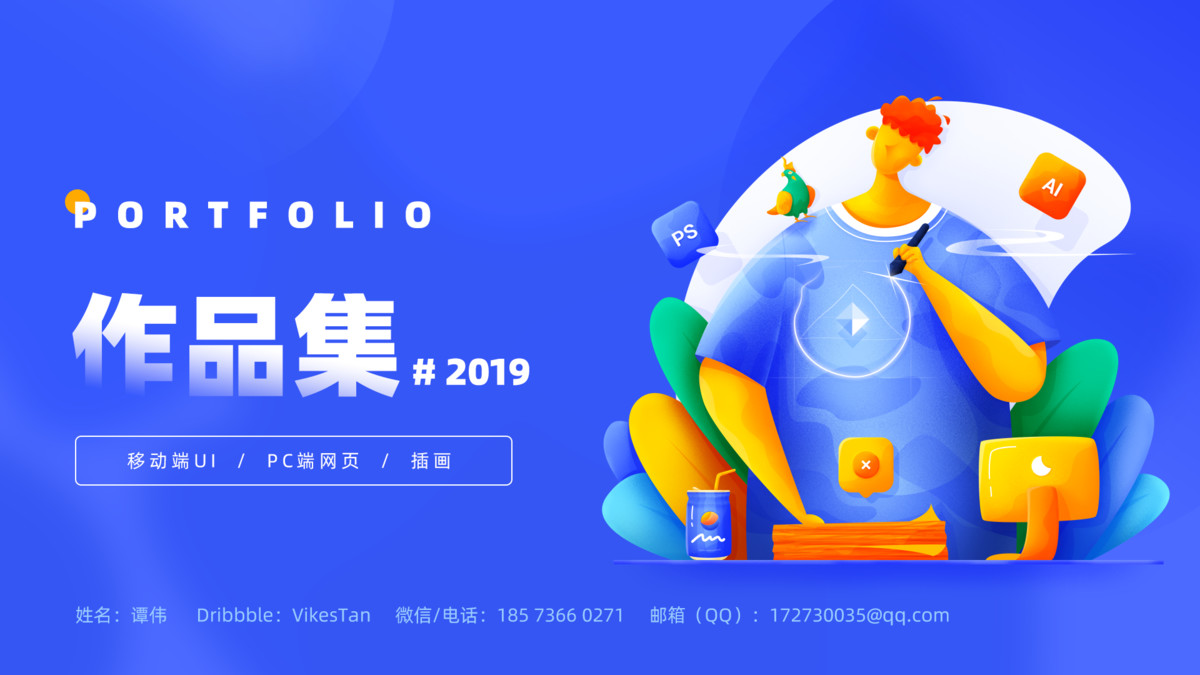 PORTFOLIO
作品集 # 2019
移动端UI / PC端网页 / 插画
PS
AI
姓名：谭伟 Dribbble：VikesTan 微信/电话：185 7366 0271 邮箱（QQ）：172730035@qq.com